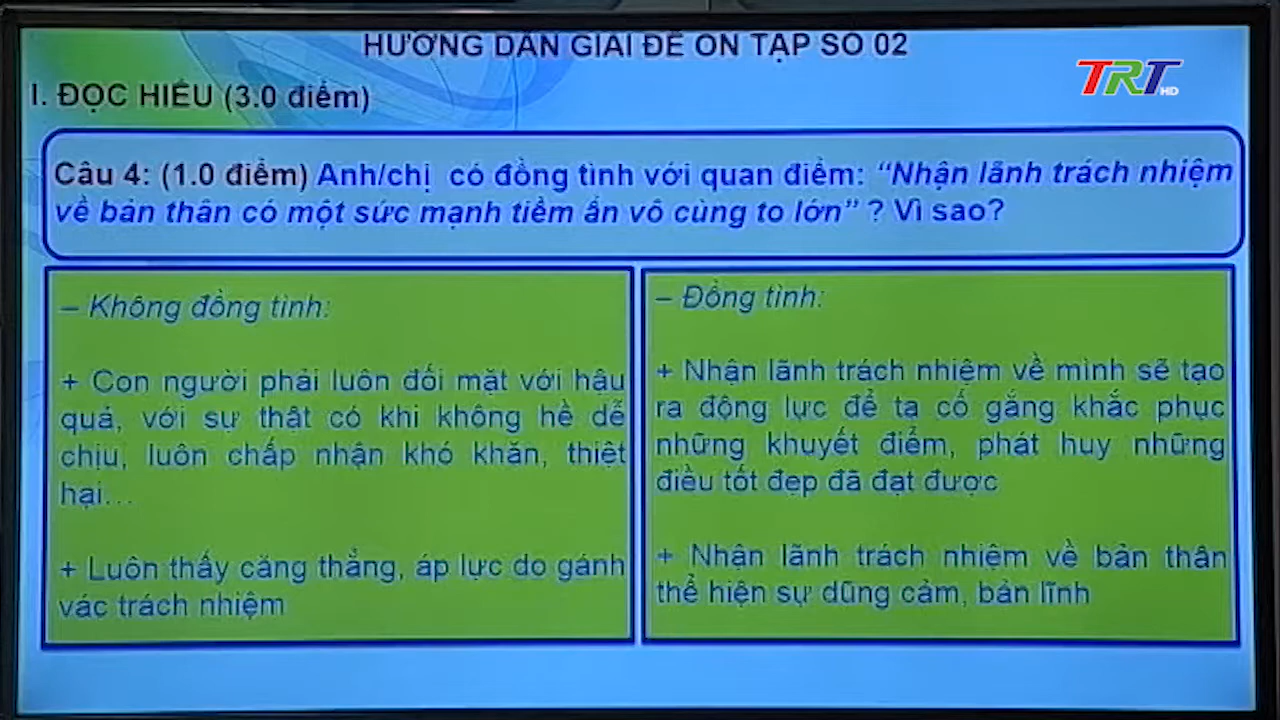 HƯỚNG DẪN GIẢI ĐỀ ÔN TẬP SỐ 02
TRT HD
I. ĐỌC HIỂU (3.0 điểm)
Câu 4: (1.0 điểm) Anh/chị có đồng tình với quan điểm: “Nhận lãnh trách nhiệm
về bản thân có một sức mạnh tiềm ẩn vô cùng to lớn” ? Vì sao?
– Không đồng tình:
+ Con người phải luôn đối mặt với hậu
quả, với sự thật có khi không hề dễ
chịu, luôn chấp nhận khó khăn, thiệt
hại…
+ Luôn thấy căng thẳng, áp lực do gánh
vác trách nhiệm
– Đồng tình:
+ Nhận lãnh trách nhiệm về mình sẽ tạo
ra động lực để ta cố gắng khắc phục
những khuyết điểm, phát huy những
điều tốt đẹp đã đạt được
+ Nhận lãnh trách nhiệm về bản thân
thể hiện sự dũng cảm, bản lĩnh